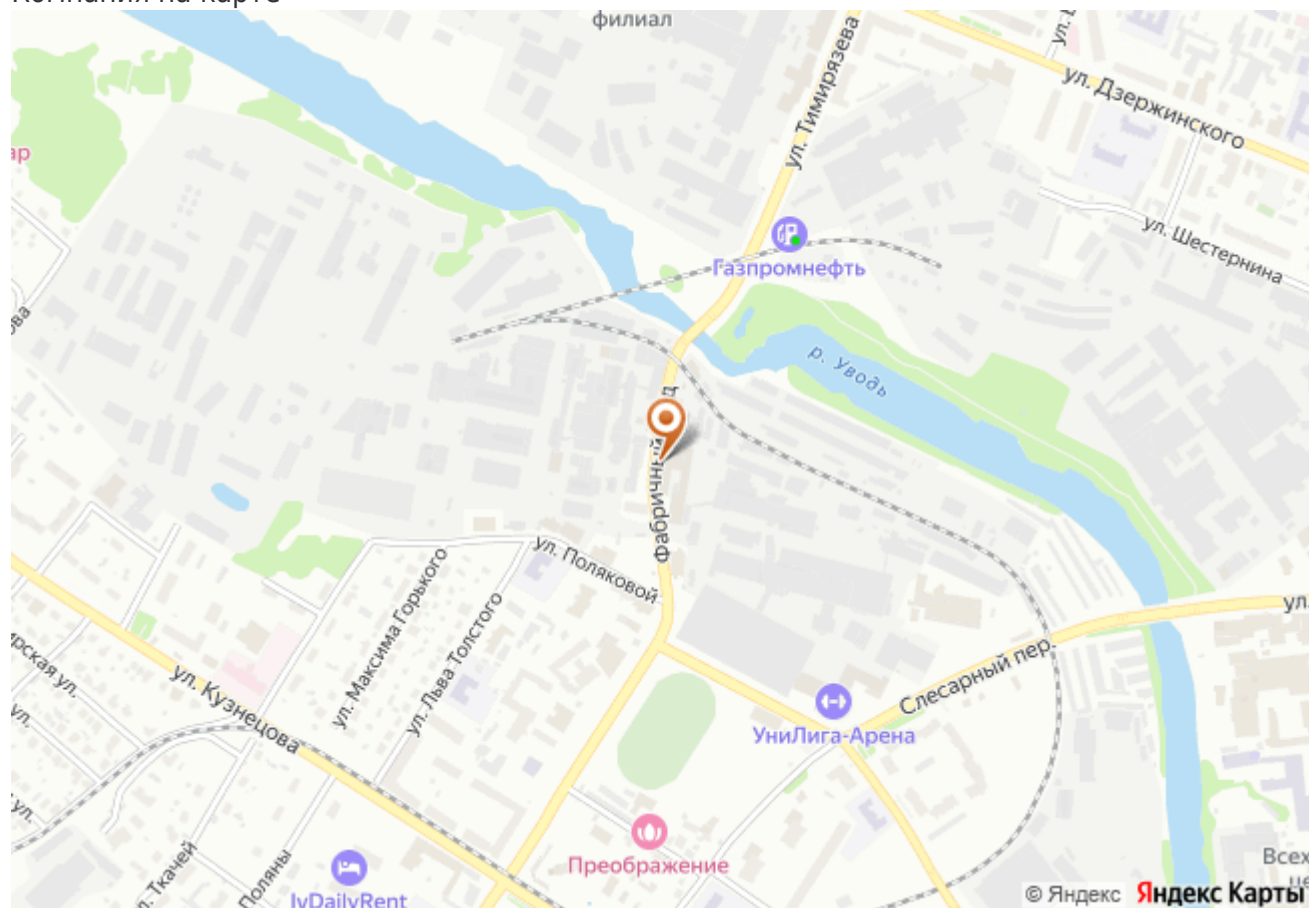 филиал
ул. Тимирязева
ул. Дзержинского
ул. Шестернина
Газпромнефть
р. Уводь
ул. Поляковой
ул. Максима Горького
ул. Льва Толстого
ул.
Слесарный пер.
ул. Кузнецова
УниЛига-Арена
Преображение
IvDailyRent
© Яндекс Яндекс Карты